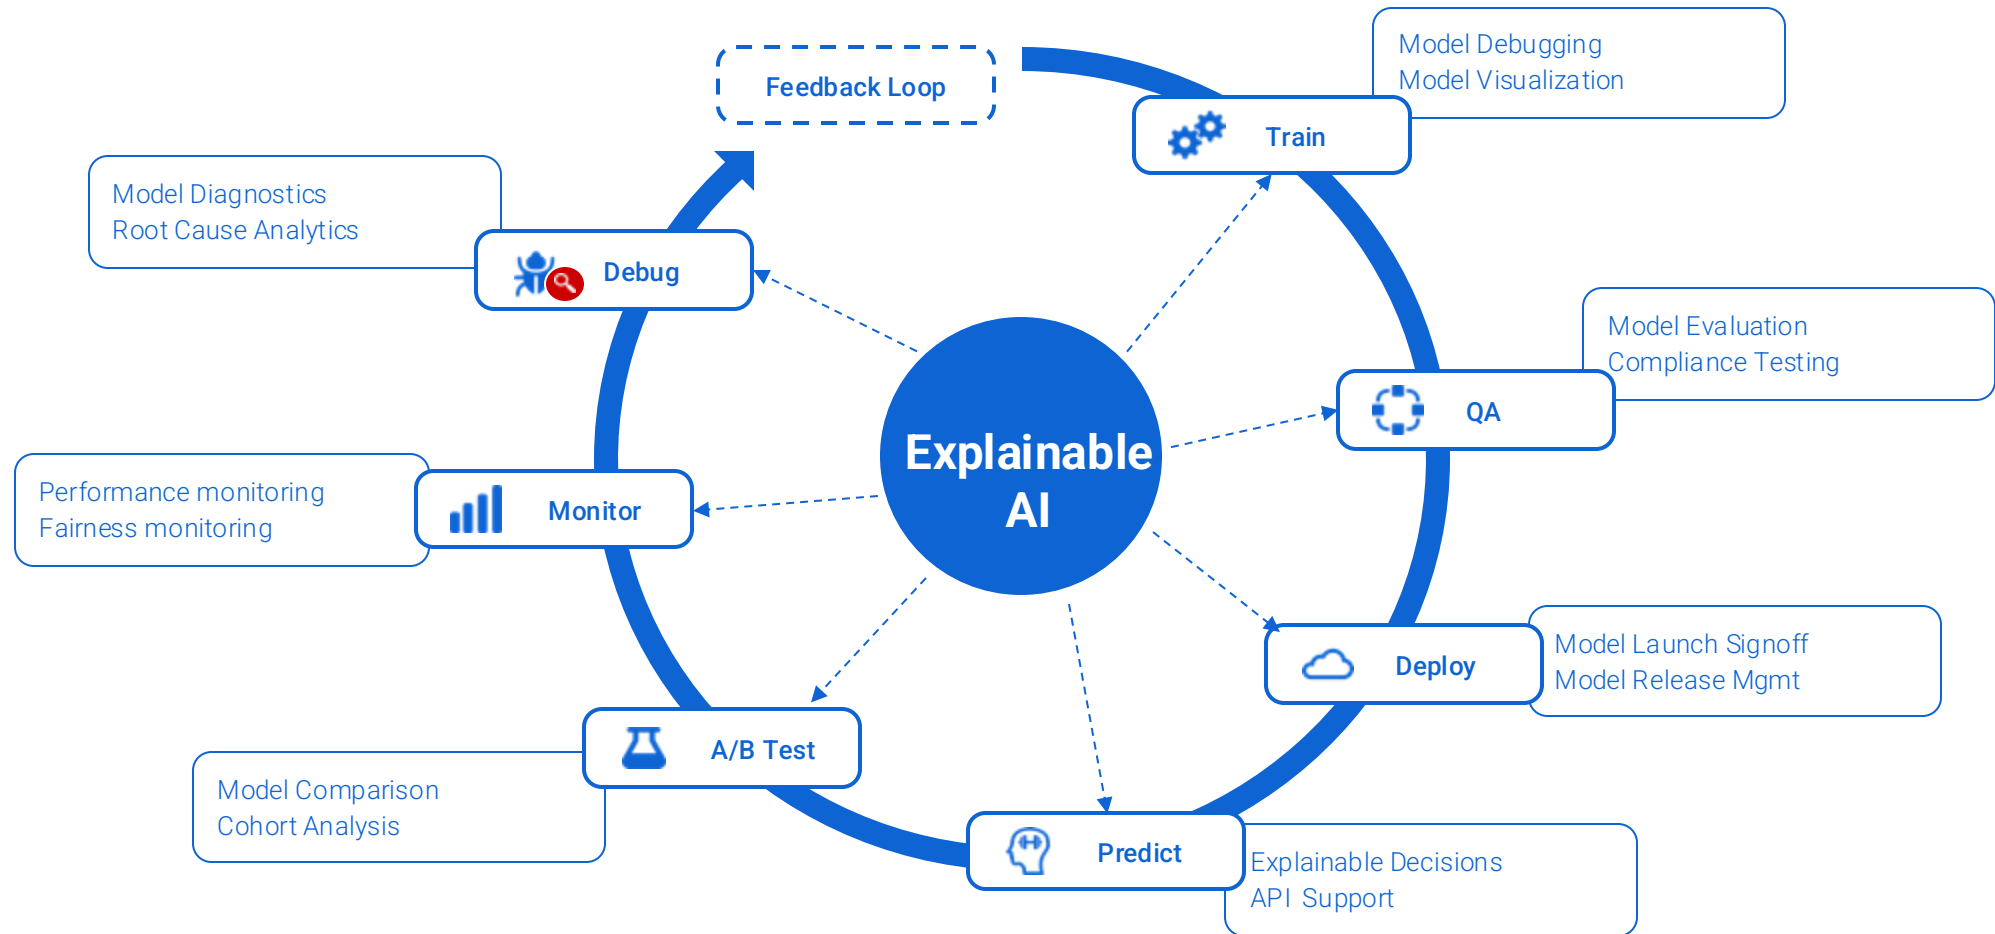 Feedback Loop
Model Debugging
Model Visualization
Train
Model Evaluation
Compliance Testing
QA
Model Launch Signoff
Model Release Mgmt
Deploy
Explainable Decisions
API Support
Predict
A/B Test
Model Comparison
Cohort Analysis
Monitor
Performance monitoring
Fairness monitoring
Debug
Model Diagnostics
Root Cause Analytics
Explainable
AI